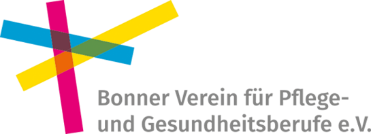 Bonner Verein für Pflege-
und Gesundheitsberufe e.V.